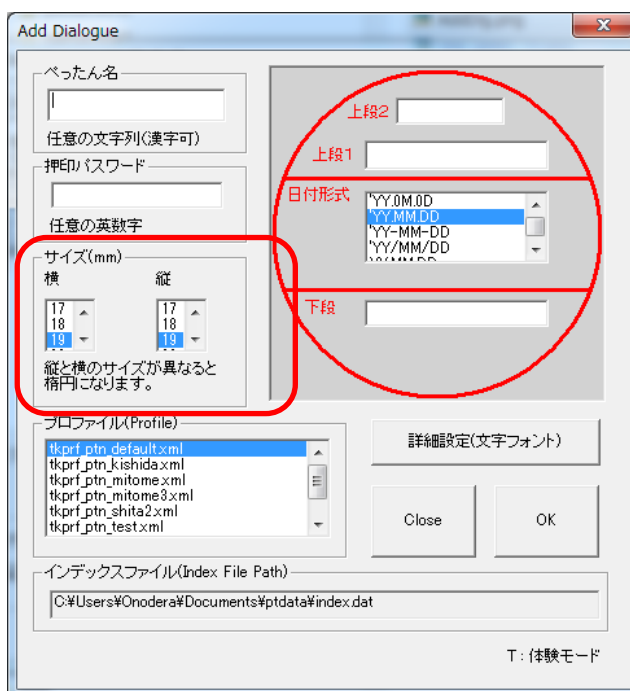 Add Dialogue
ぺったん名
任意の文字列(漢字可)
押印パスワード
任意の英数字
サイズ(mm)
横 縦
17 17
18 18
19 19
縦と横のサイズが異なると
楕円になります。
上段2
上段1
日付形式
'YY.0M.0D
'YY.MM.DD
'YY-MM-DD
'YY/MM/DD
下段
プロファイル(Profile)
tkprf_ptn_default.xml
tkprf_ptn_kishida.xml
tkprf_ptn_mitome.xml
tkprf_ptn_mitome3.xml
tkprf_ptn_shita2.xml
tkprf_ptn_test.xml
詳細設定(文字フォント)
Close OK
インデックスファイル(Index File Path)
C:¥Users¥Onodera¥Documents¥ptdata¥index.dat
T:体験モード